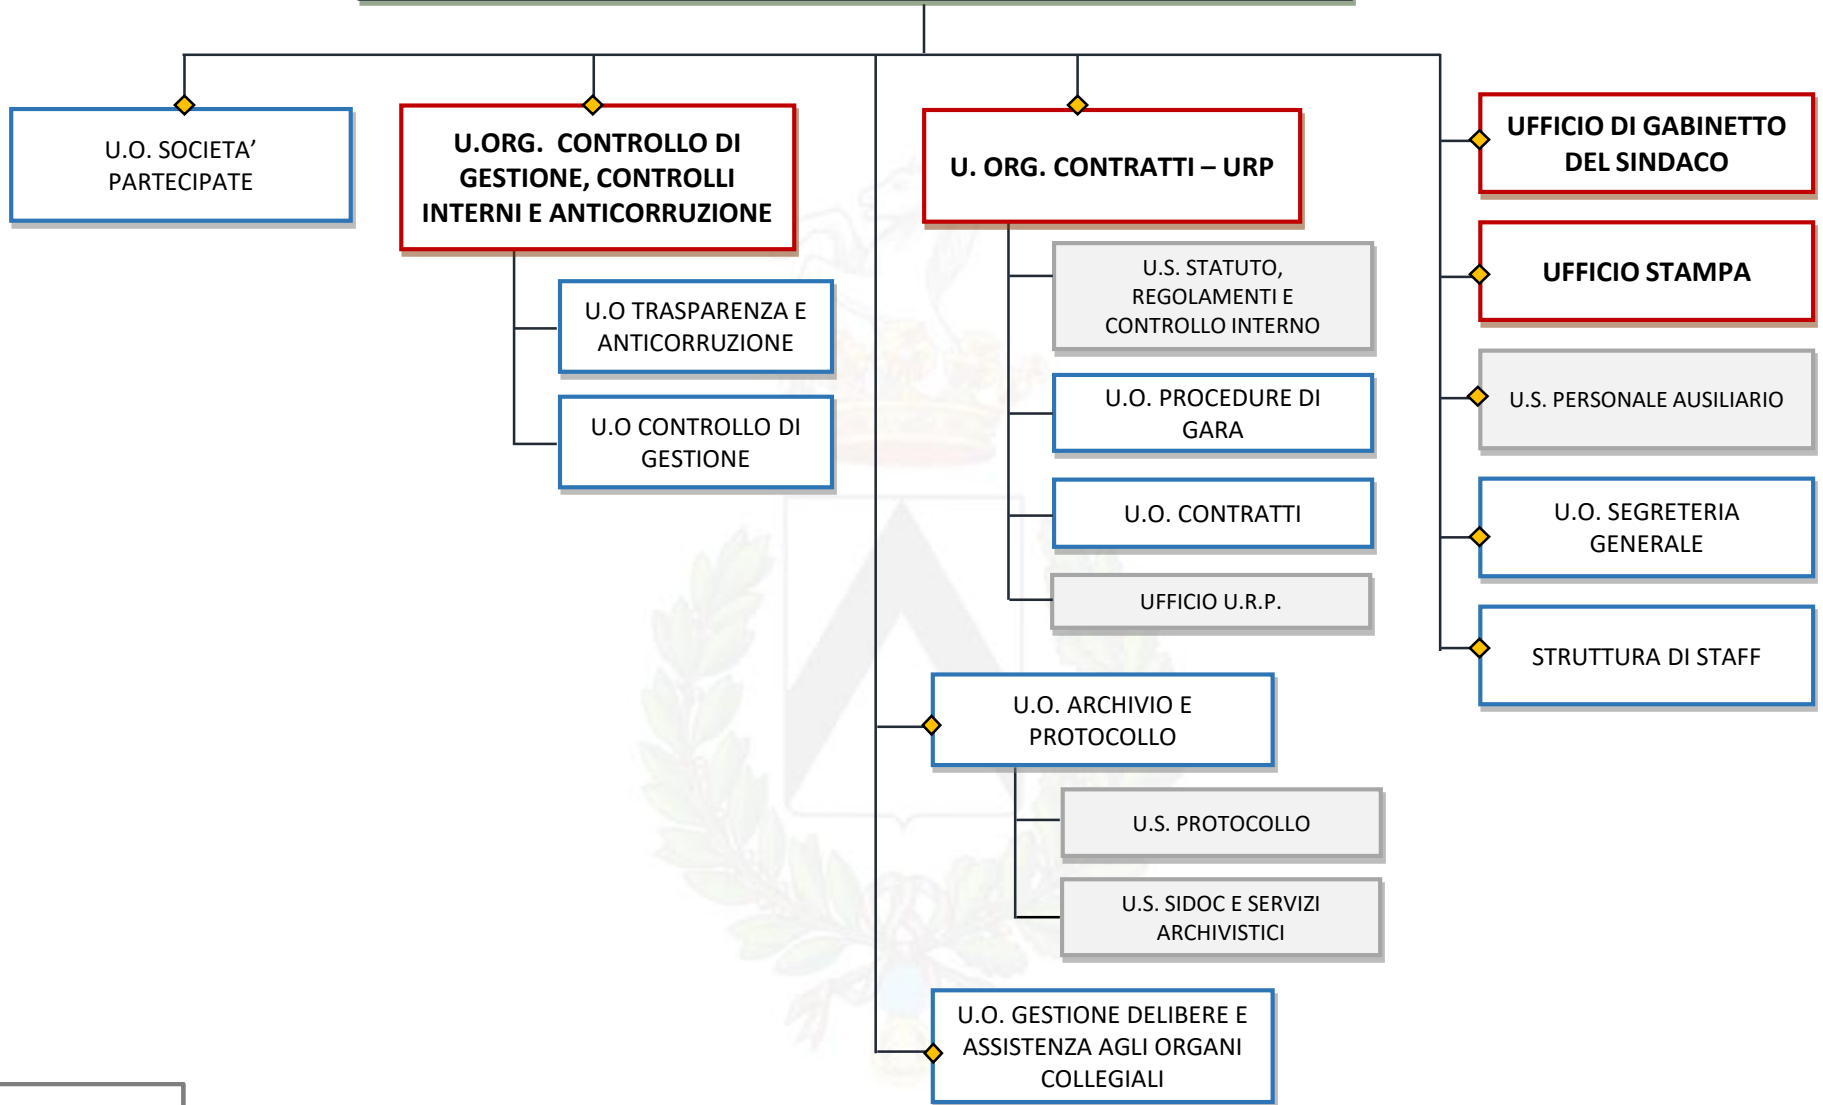 U.O. SOCIETA’
PARTECIPATE
U.ORG. CONTROLLO DI
GESTIONE, CONTROLLI
INTERNI E ANTICORRUZIONE
U.O TRASPARENZA E
ANTICORRUZIONE
U.O CONTROLLO DI
GESTIONE
U. ORG. CONTRATTI – URP
U.S. STATUTO,
REGOLAMENTI E
CONTROLLO INTERNO
U.O. PROCEDURE DI
GARA
U.O. CONTRATTI
UFFICIO U.R.P.
U.O. ARCHIVIO E
PROTOCOLLO
U.S. PROTOCOLLO
U.S. SIDOC E SERVIZI
ARCHIVISTICI
U.O. GESTIONE DELIBERE E
ASSISTENZA AGLI ORGANI
COLLEGIALI
UFFICIO DI GABINETTO
DEL SINDACO
UFFICIO STAMPA
U.S. PERSONALE AUSILIARIO
U.O. SEGRETERIA
GENERALE
STRUTTURA DI STAFF